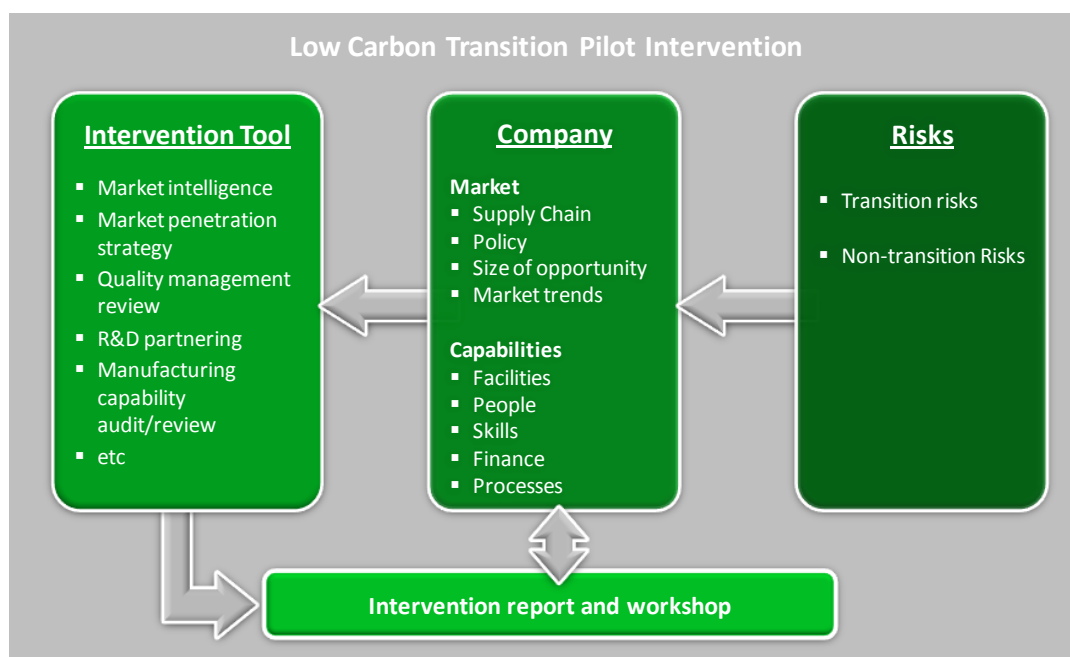 Low Carbon Transition Pilot Intervention
Intervention Tool
▪ Market intelligence
▪ Market penetration
strategy
▪ Quality management
review
▪ R&D partnering
▪ Manufacturing
capability
audit/review
▪ etc
Company
Market
▪ Supply Chain
▪ Policy
▪ Size of opportunity
▪ Market trends
Capabilities
▪ Facilities
▪ People
▪ Skills
▪ Finance
▪ Processes
Risks
▪ Transition risks
▪ Non-transition Risks
Intervention report and workshop